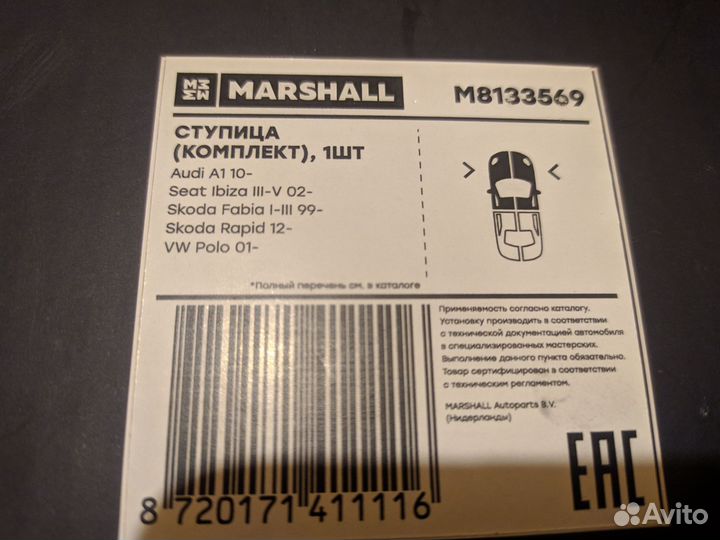 MARSHALL
M8133569
СТУПИЦА
(КОМПЛЕКТ), 1ШТ
Audi A1 10-
Seat Ibiza III-V 02-
Skoda Fabia I-III 99-
Skoda Rapid 12-
VW Polo 01-
> <
*Полный перечень см. в каталоге
Применяемость согласно каталогу.
Установку производить в соответствии
с технической документацией автомобиля
в специализированных мастерских.
Выполнение данного пункта обязательно.
Товар сертифицирован в соответствии
с техническим регламентом.
MARSHALL Autoparts B.V.
(Нидерланды)
8 720171 411116
EAC
Avito